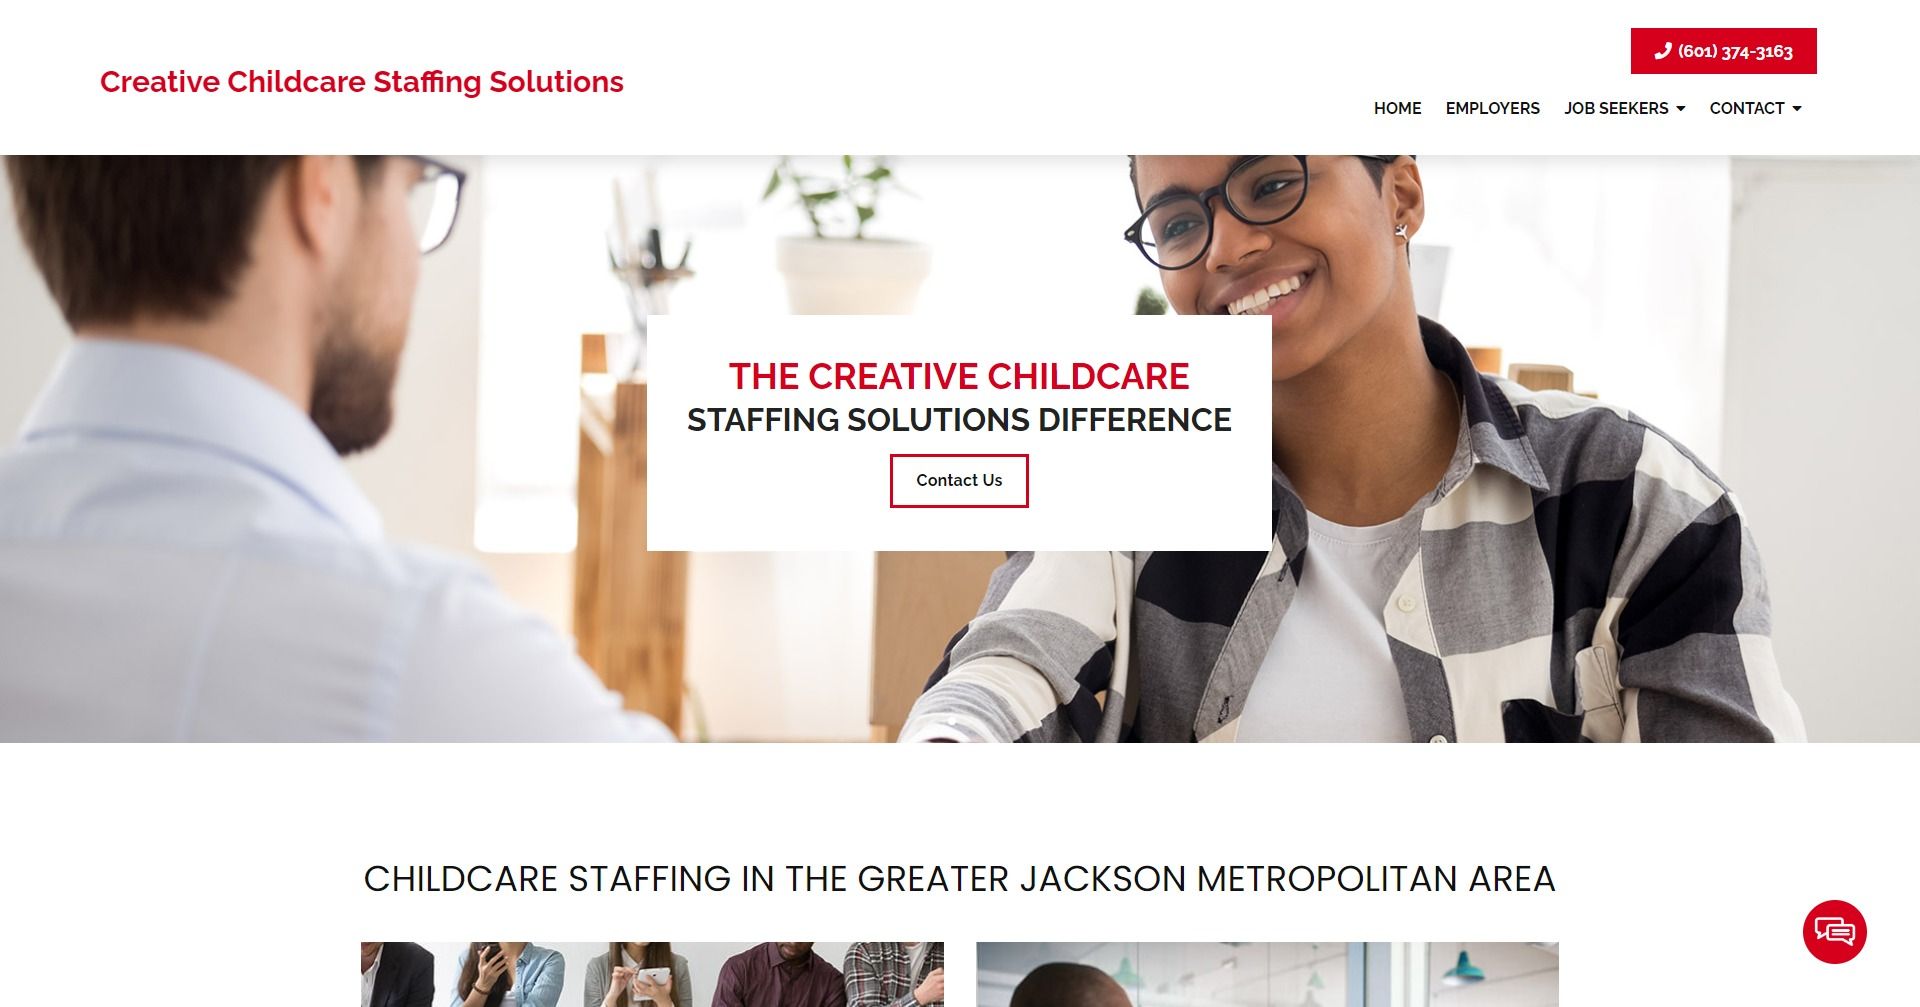 (601) 374-3163
Creative Childcare Staffing Solutions
HOME EMPLOYERS JOB SEEKERS CONTACT
THE CREATIVE CHILDCARE
STAFFING SOLUTIONS DIFFERENCE
Contact Us
CHILDCARE STAFFING IN THE GREATER JACKSON METROPOLITAN AREA